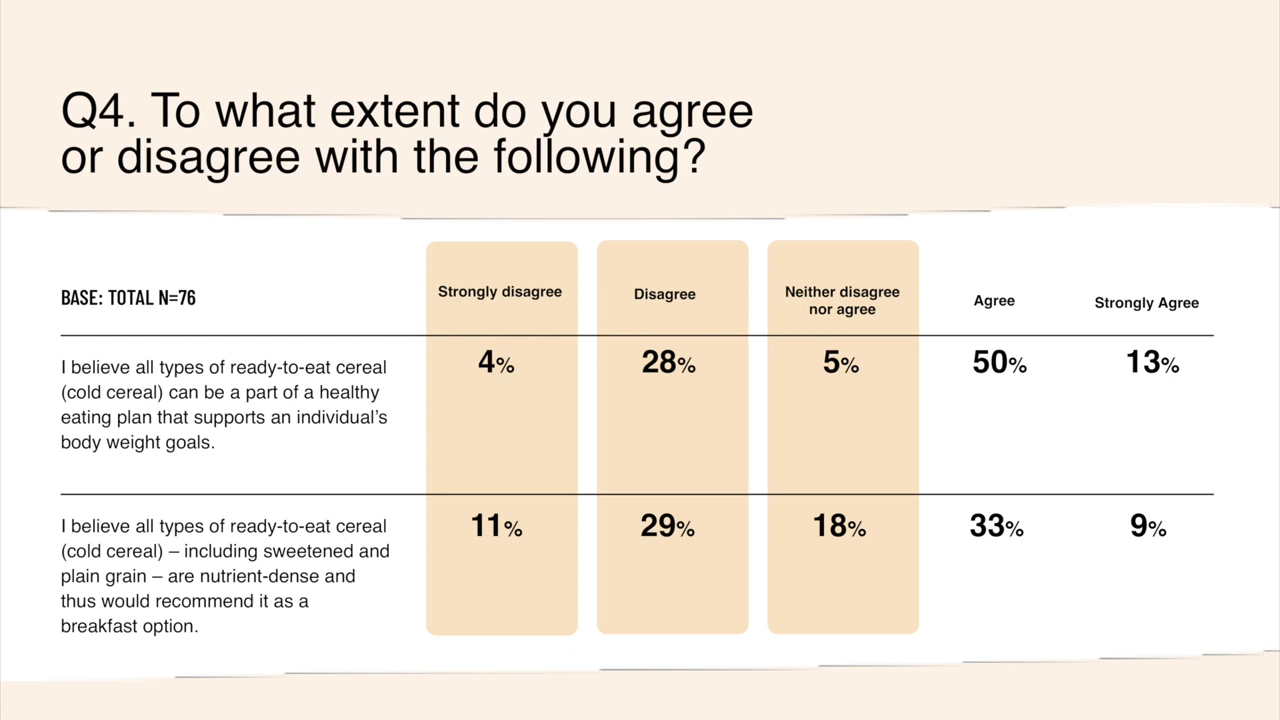 Q4. To what extent do you agree
or disagree with the following?
BASE: TOTAL N=76
Strongly disagree
Disagree
Neither disagree
nor agree
Agree
Strongly Agree
I believe all types of ready-to-eat cereal
(cold cereal) can be a part of a healthy
eating plan that supports an individual’s
body weight goals.
4%
28%
5%
50%
13%
I believe all types of ready-to-eat cereal
(cold cereal) – including sweetened and
plain grain – are nutrient-dense and
thus would recommend it as a
breakfast option.
11%
29%
18%
33%
9%